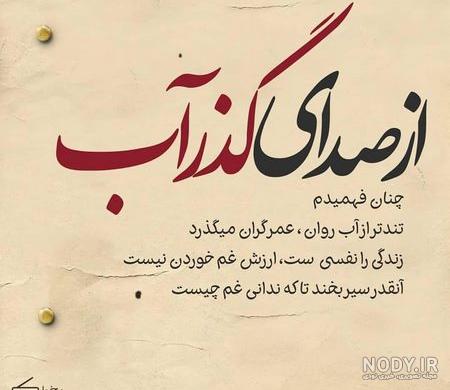 از صدای گذر آب
چنان فهمیدم
تندتر از آب روان ، عمر گران میگذرد
زندگی را نفسی ست، ارزش غم خوردن نیست
آنقدر سیر بخند تا که ندانی غم چیست
NODY.IR